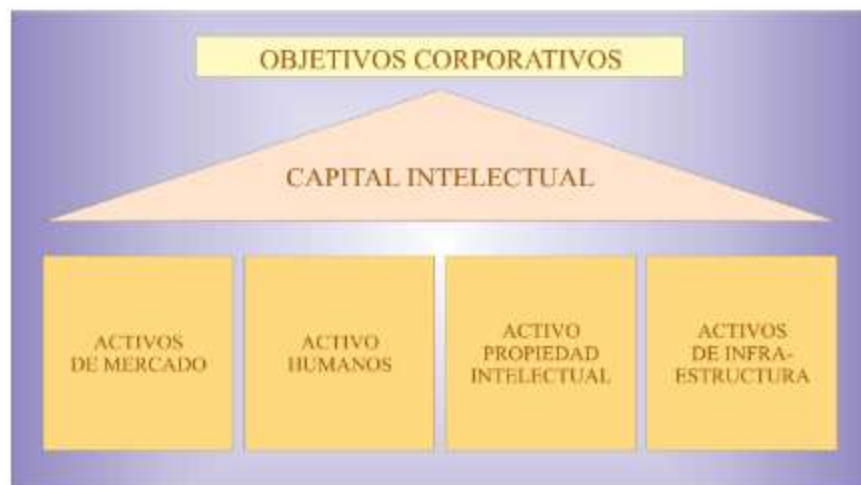 OBJETIVOS CORPORATIVOS
CAPITAL INTELECTUAL
ACTIVOS
DE MERCADO
ACTIVO
HUMANOS
ACTIVO
PROPIEDAD
INTELECTUAL
ACTIVOS
DE INFRA-
ESTRUCTURA